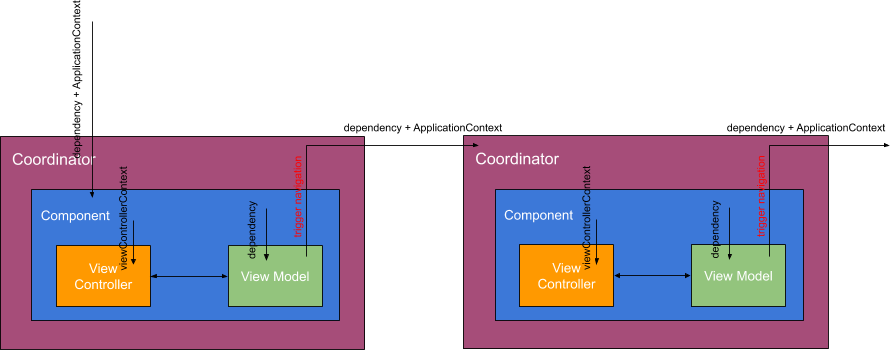 dependency + ApplicationContext
Coordinator
Component
viewControllerContext
View
Controller
dependency
View Model
trigger navigation
dependency + ApplicationContext
Coordinator
Component
viewControllerContext
View
Controller
dependency
View Model
trigger navigation
dependency + ApplicationContext